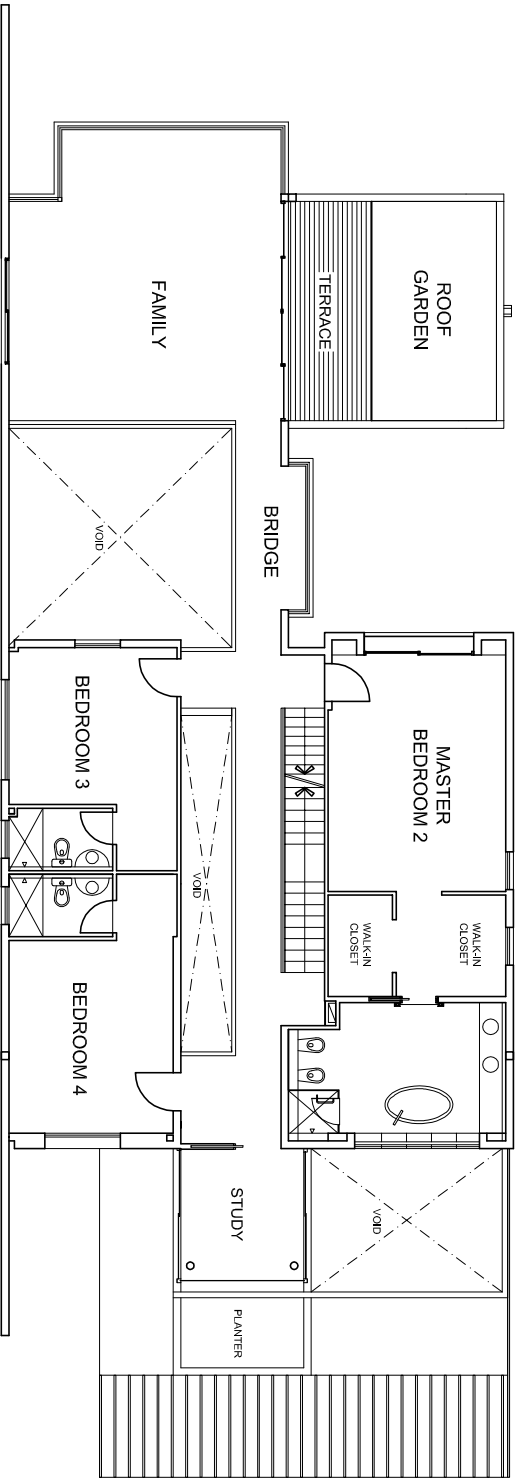 ROOF
GARDEN
TERRACE
FAMILY
BRIDGE
VOID
MASTER
BEDROOM 2
BEDROOM 3
WALK-IN
CLOSET
WALK-IN
CLOSET
VOID
BEDROOM 4
STUDY
VOID
PLANTER